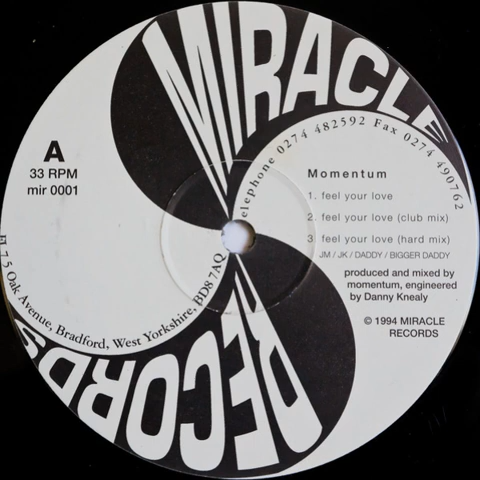 MIRACLE
Telephone 0274 482592 Fax 0274 490762
A
33 RPM
mir 0001
Momentum
1. feel your love
2. feel your love (club mix)
3. feel your love (hard mix)
JM / JK / DADDY / BIGGER DADDY
produced and mixed by
momentum, engineered
by Danny Knealy
© 1994 MIRACLE
RECORDS
5 Oak Avenue, Bradford, West Yorkshire, BD8 7AQ
RECORDS